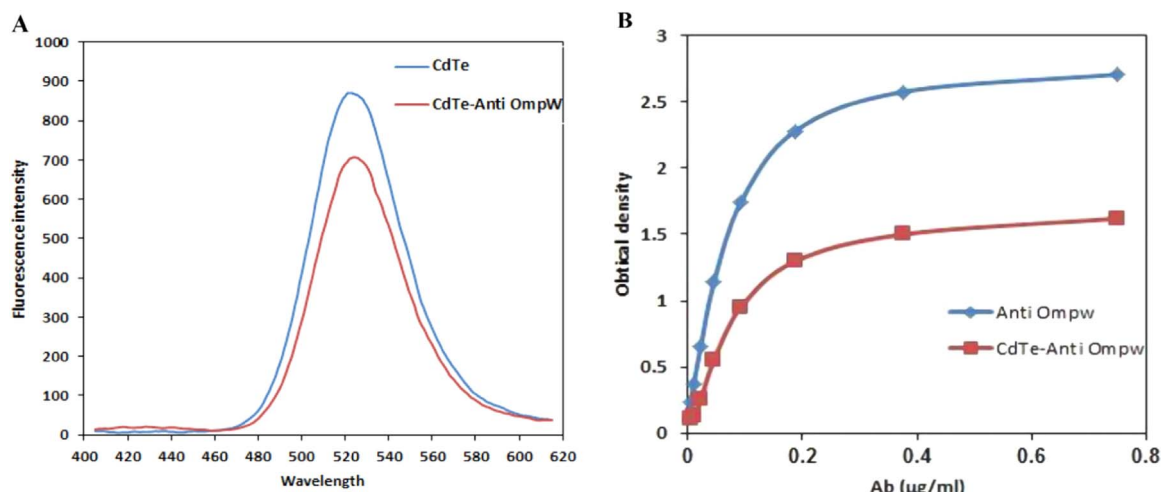 A
1000
900
800
700
600
500
400
300
200
100
0
Fluorescence intensity
CdTe
CdTe-Anti OmpW
400 420 440 460 480 500 520 540 560 580 600 620
Wavelength
B
3
2.5
2
1.5
1
0.5
0
Obtical density
Anti Ompw
CdTe-Anti Ompw
0 0.2 0.4 0.6 0.8
Ab (µg/ml)